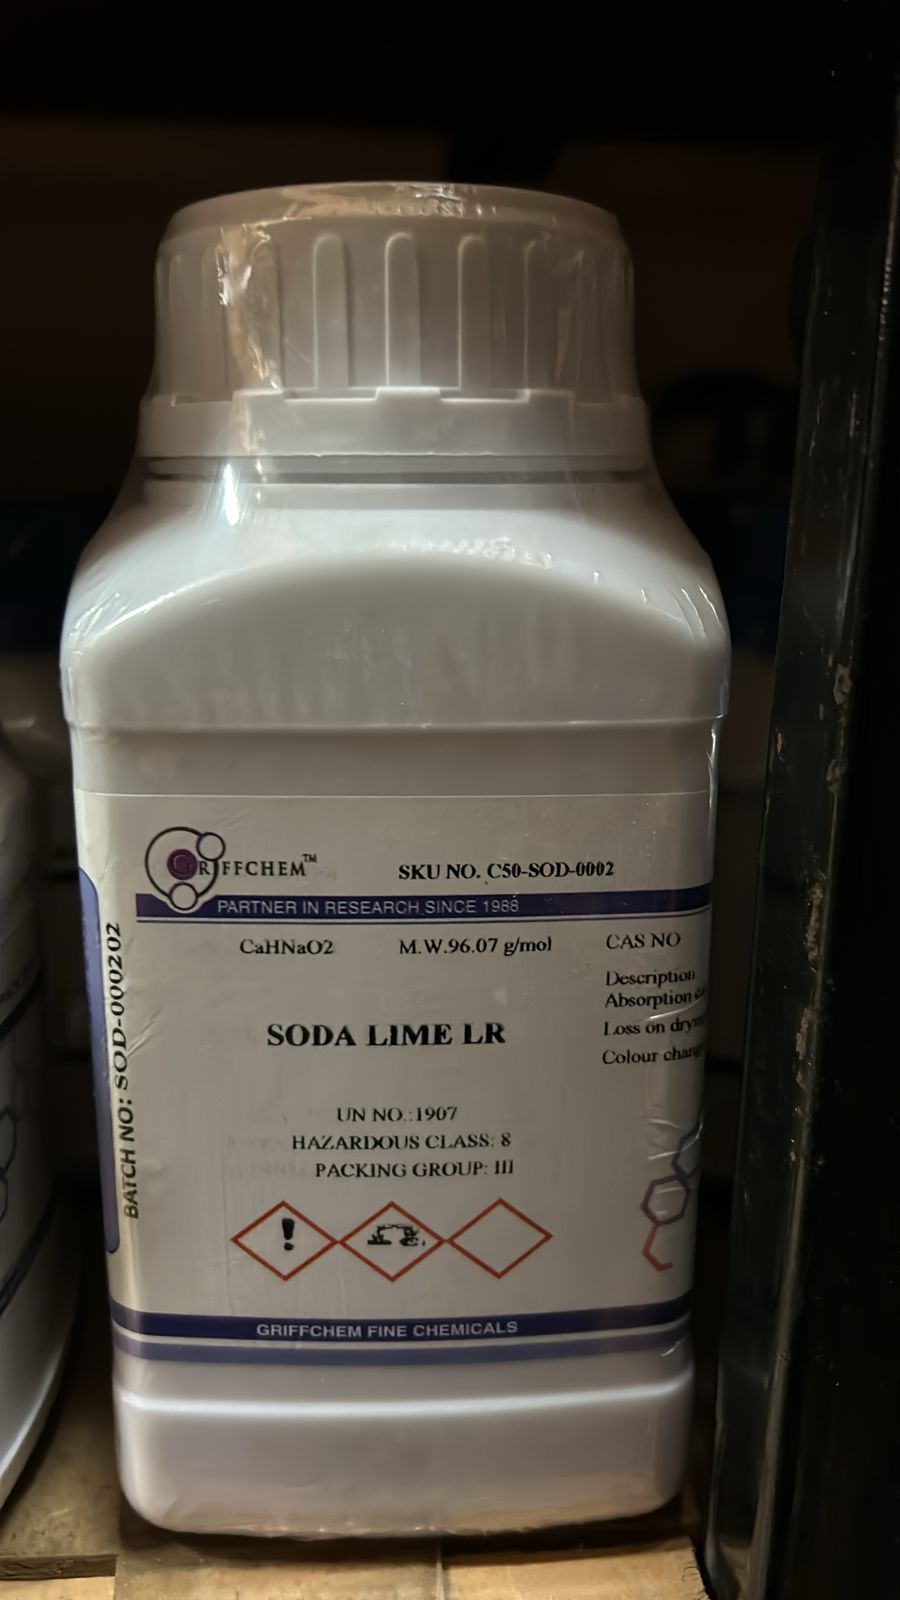 GRIFFCHEM™
SKU NO. C50-SOD-0002
PARTNER IN RESEARCH SINCE 1988
CaHNaO2
M.W.96.07 g/mol
CAS NO
Description
Absorption
Loss on
Colour
SODA LIME LR
UN NO.:1907
HAZARDOUS CLASS: 8
PACKING GROUP: III
GRIFFCHEM FINE CHEMICALS
BATCH NO: SOD-000202